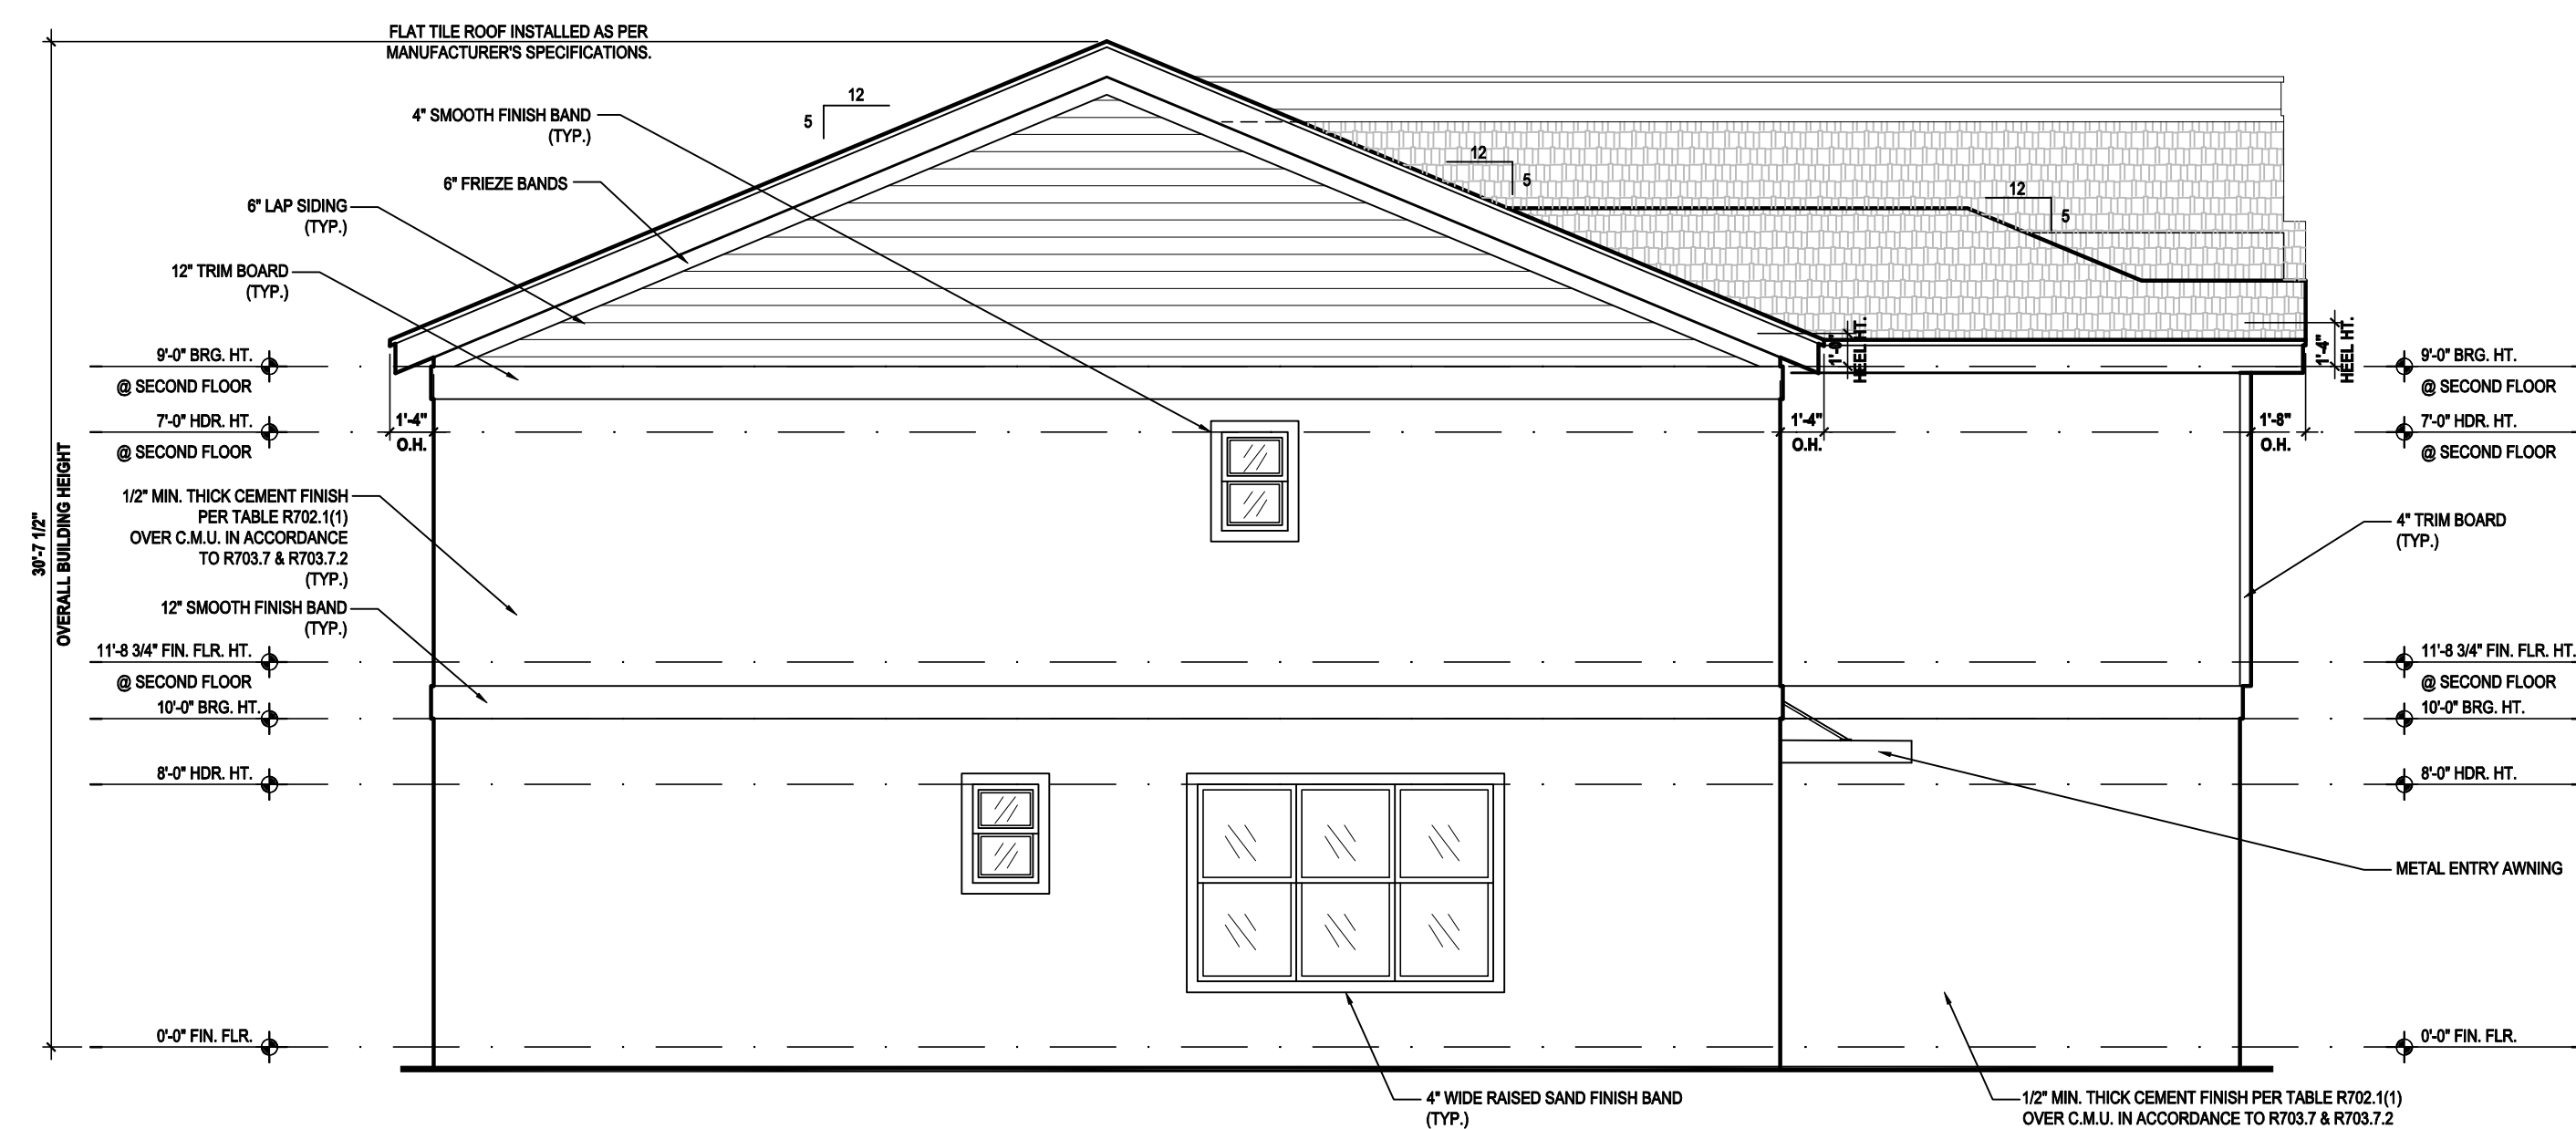 FLAT TILE ROOF INSTALLED AS PER
MANUFACTURER'S SPECIFICATIONS.
12
5
4" SMOOTH FINISH BAND
(TYP.)
6" FRIEZE BANDS
6" LAP SIDING
(TYP.)
12" TRIM BOARD
(TYP.)
12
5
12
5
9'-0" BRG. HT.
@ SECOND FLOOR
7'-0" HDR. HT.
@ SECOND FLOOR
1'-4"
O.H.
1'-0"
HEEL HT.
1'-4"
HEEL HT.
1'-4"
O.H.
1'-8"
O.H.
9'-0" BRG. HT.
@ SECOND FLOOR
7'-0" HDR. HT.
@ SECOND FLOOR
30'-7 1/2"
OVERALL BUILDING HEIGHT
1/2" MIN. THICK CEMENT FINISH
PER TABLE R702.1(1)
OVER C.M.U. IN ACCORDANCE
TO R703.7 & R703.7.2
(TYP.)
12" SMOOTH FINISH BAND
(TYP.)
4" TRIM BOARD
(TYP.)
11'-8 3/4" FIN. FLR. HT.
@ SECOND FLOOR
10'-0" BRG. HT.
8'-0" HDR. HT.
11'-8 3/4" FIN. FLR. HT.
@ SECOND FLOOR
10'-0" BRG. HT.
8'-0" HDR. HT.
METAL ENTRY AWNING
0'-0" FIN. FLR.
0'-0" FIN. FLR.
4" WIDE RAISED SAND FINISH BAND
(TYP.)
1/2" MIN. THICK CEMENT FINISH PER TABLE R702.1(1)
OVER C.M.U. IN ACCORDANCE TO R703.7 & R703.7.2